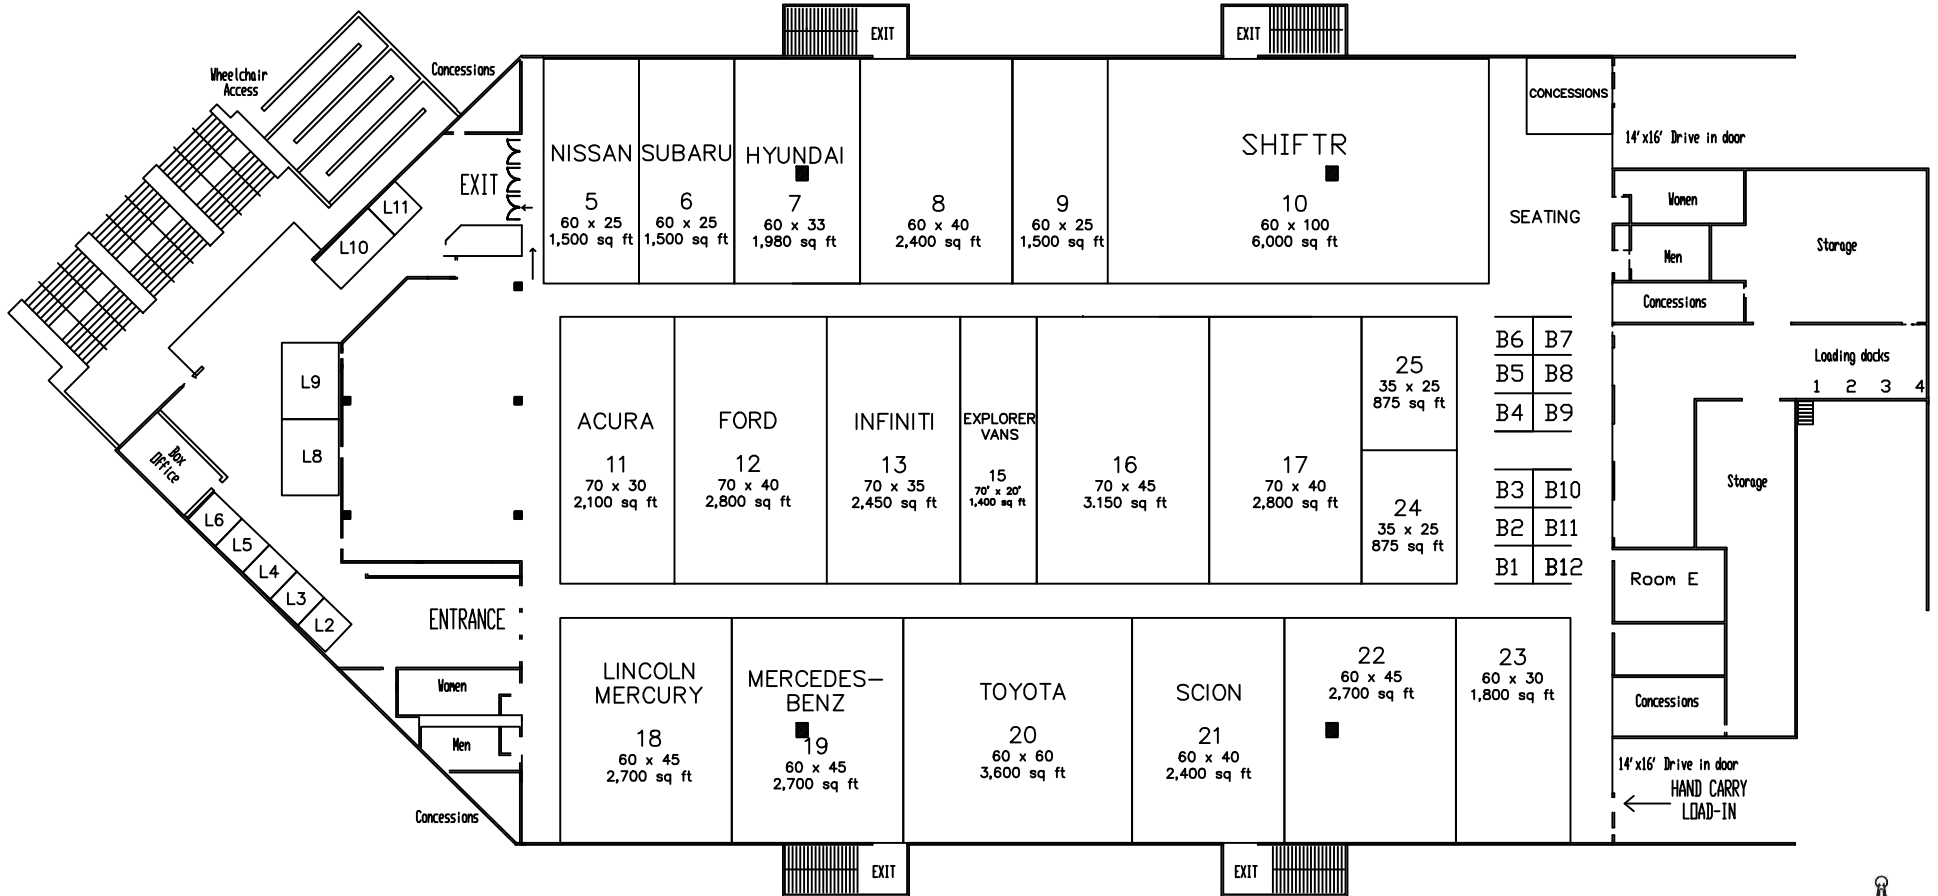 EXIT
EXIT
Wheelchair
Access
Concessions
CONCESSIONS
14'x16' Drive in door
NISSAN
5
60 x 25
1,500 sq ft
SUBARU
6
60 x 25
1,500 sq ft
HYUNDAI
7
60 x 33
1,980 sq ft
8
60 x 40
2,400 sq ft
9
60 x 25
1,500 sq ft
SHIFTR
10
60 x 100
6,000 sq ft
EXIT
L11
L10
SEATING
Women
Men
Concessions
Storage
Loading docks
1 2 3 4
L9
L8
Box
Office
L6
L5
L4
L3
L2
ACURA
11
70 x 30
2,100 sq ft
FORD
12
70 x 40
2,800 sq ft
INFINITI
13
70 x 35
2,450 sq ft
EXPLORER
VANS
15
70' x 20'
1,400 sq ft
16
70 x 45
3.150 sq ft
17
70 x 40
2,800 sq ft
25
35 x 25
875 sq ft
24
35 x 25
875 sq ft
B6 B7
B5 B8
B4 B9
B3 B10
B2 B11
B1 B12
Storage
Room E
ENTRANCE
Women
Men
Concessions
LINCOLN
MERCURY
18
60 x 45
2,700 sq ft
MERCEDES-
BENZ
19
60 x 45
2,700 sq ft
TOYOTA
20
60 x 60
3,600 sq ft
SCION
21
60 x 40
2,400 sq ft
22
60 x 45
2,700 sq ft
23
60 x 30
1,800 sq ft
Concessions
14'x16' Drive in door
HAND CARRY
LOAD-IN
EXIT
EXIT